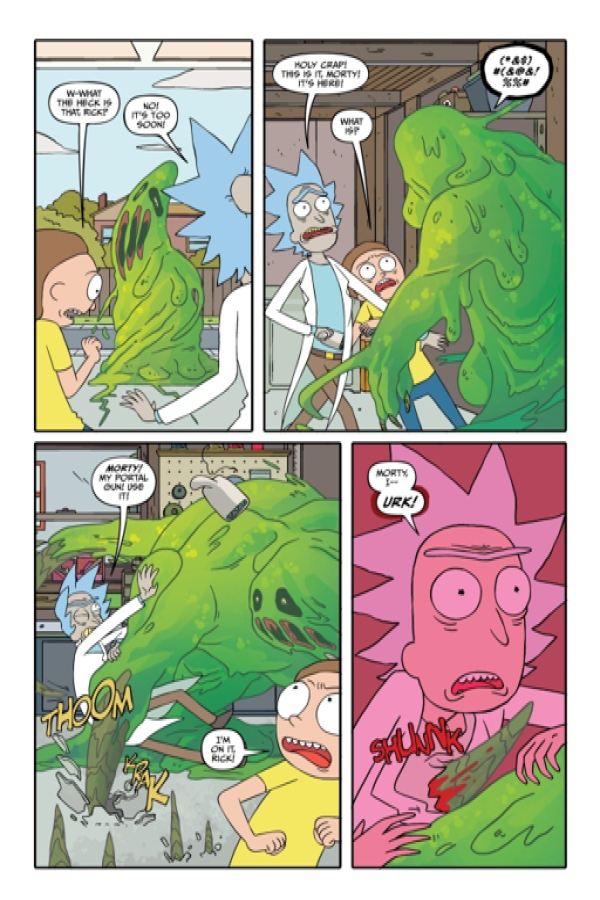 W-WHAT
THE HECK IS
THAT, RICK?
NO!
IT'S TOO
SOON!
HOLY CRAP!
THIS IS IT, MORTY!
IT'S HERE!
WHAT
IS?
(*&$)
#(&@&!
%%#
MORTY!
MY PORTAL
GUN! USE
IT!
THOOM
KRAK
I'M
ON IT,
RICK!
MORTY,
I--
URK!
SHUNNK